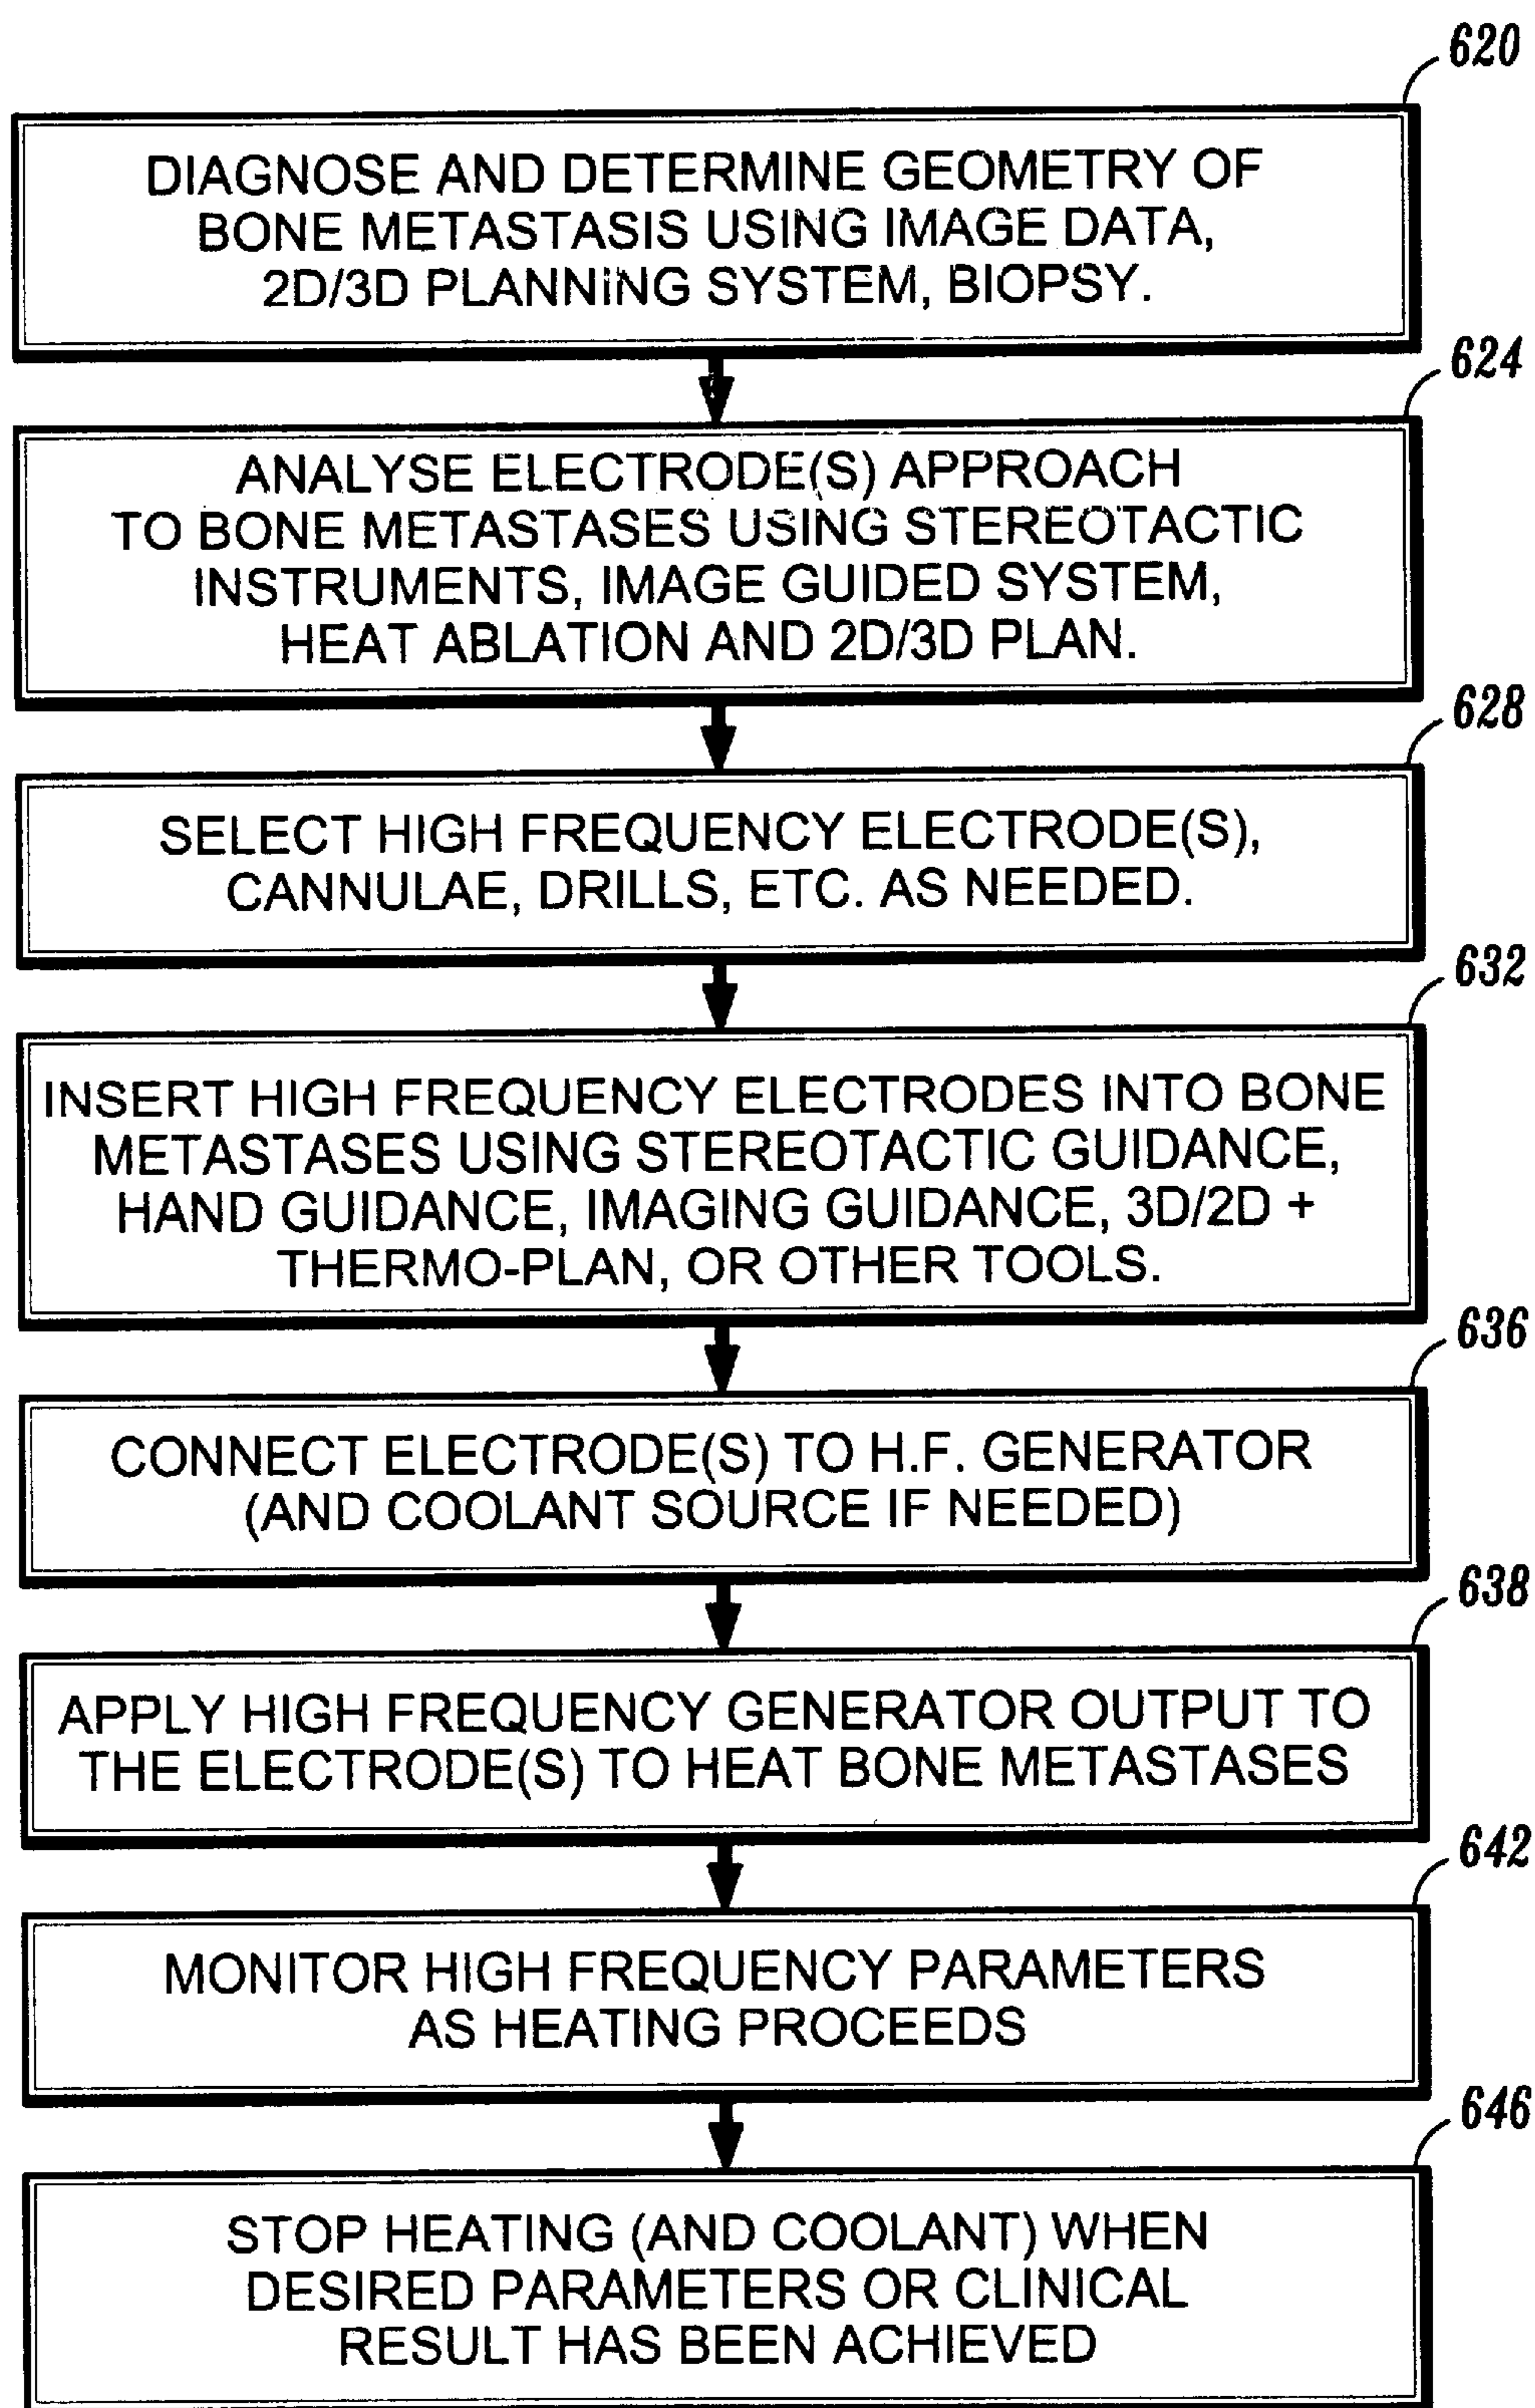 620
DIAGNOSE AND DETERMINE GEOMETRY OF
BONE METASTASIS USING IMAGE DATA,
2D/3D PLANNING SYSTEM, BIOPSY.
624
ANALYSE ELECTRODE(S) APPROACH
TO BONE METASTASES USING STEREOTACTIC
INSTRUMENTS, IMAGE GUIDED SYSTEM,
HEAT ABLATION AND 2D/3D PLAN.
628
SELECT HIGH FREQUENCY ELECTRODE(S),
CANNULAE, DRILLS, ETC. AS NEEDED.
632
INSERT HIGH FREQUENCY ELECTRODES INTO BONE
METASTASES USING STEREOTACTIC GUIDANCE,
HAND GUIDANCE, IMAGING GUIDANCE, 3D/2D +
THERMO-PLAN, OR OTHER TOOLS.
636
CONNECT ELECTRODE(S) TO H.F. GENERATOR
(AND COOLANT SOURCE IF NEEDED)
638
APPLY HIGH FREQUENCY GENERATOR OUTPUT TO
THE ELECTRODE(S) TO HEAT BONE METASTASES
642
MONITOR HIGH FREQUENCY PARAMETERS
AS HEATING PROCEEDS
646
STOP HEATING (AND COOLANT) WHEN
DESIRED PARAMETERS OR CLINICAL
RESULT HAS BEEN ACHIEVED